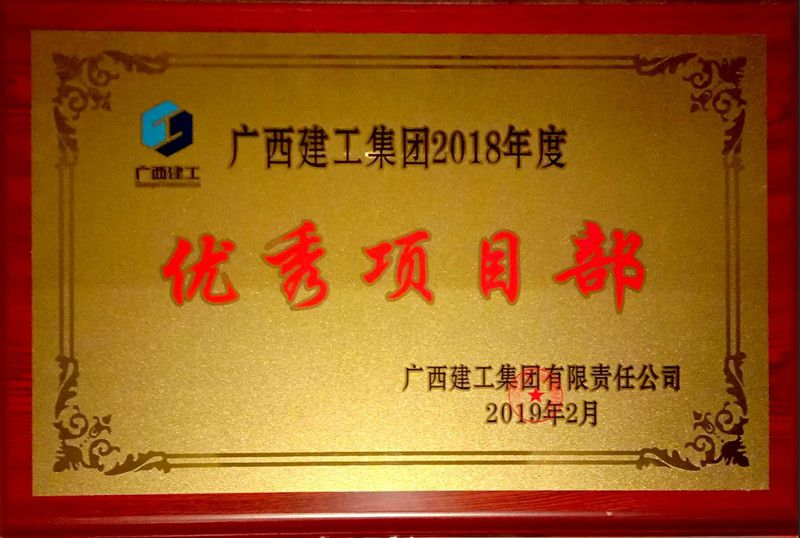 广西建工
广西建工集团2018年度
优秀项目部
广西建工集团有限责任公司
2019年2月